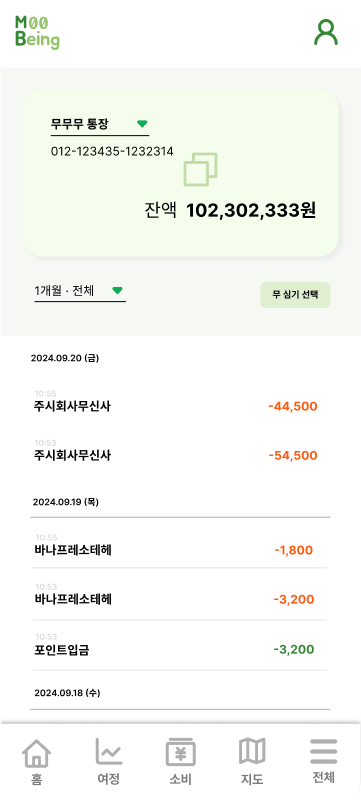 M00
Being
무무무 통장
012-123435-1232314
잔액 102,302,333원
1개월 · 전체
무 심기 선택
2024.09.20 (금)
10:55
주시회사무신사 -44,500
10:53
주시회사무신사 -54,500
2024.09.19 (목)
10:55
바나프레소테헤 -1,800
10:53
바나프레소테헤 -3,200
10:53
포인트입금 -3,200
2024.09.18 (수)
홈 여정 소비 지도 전체